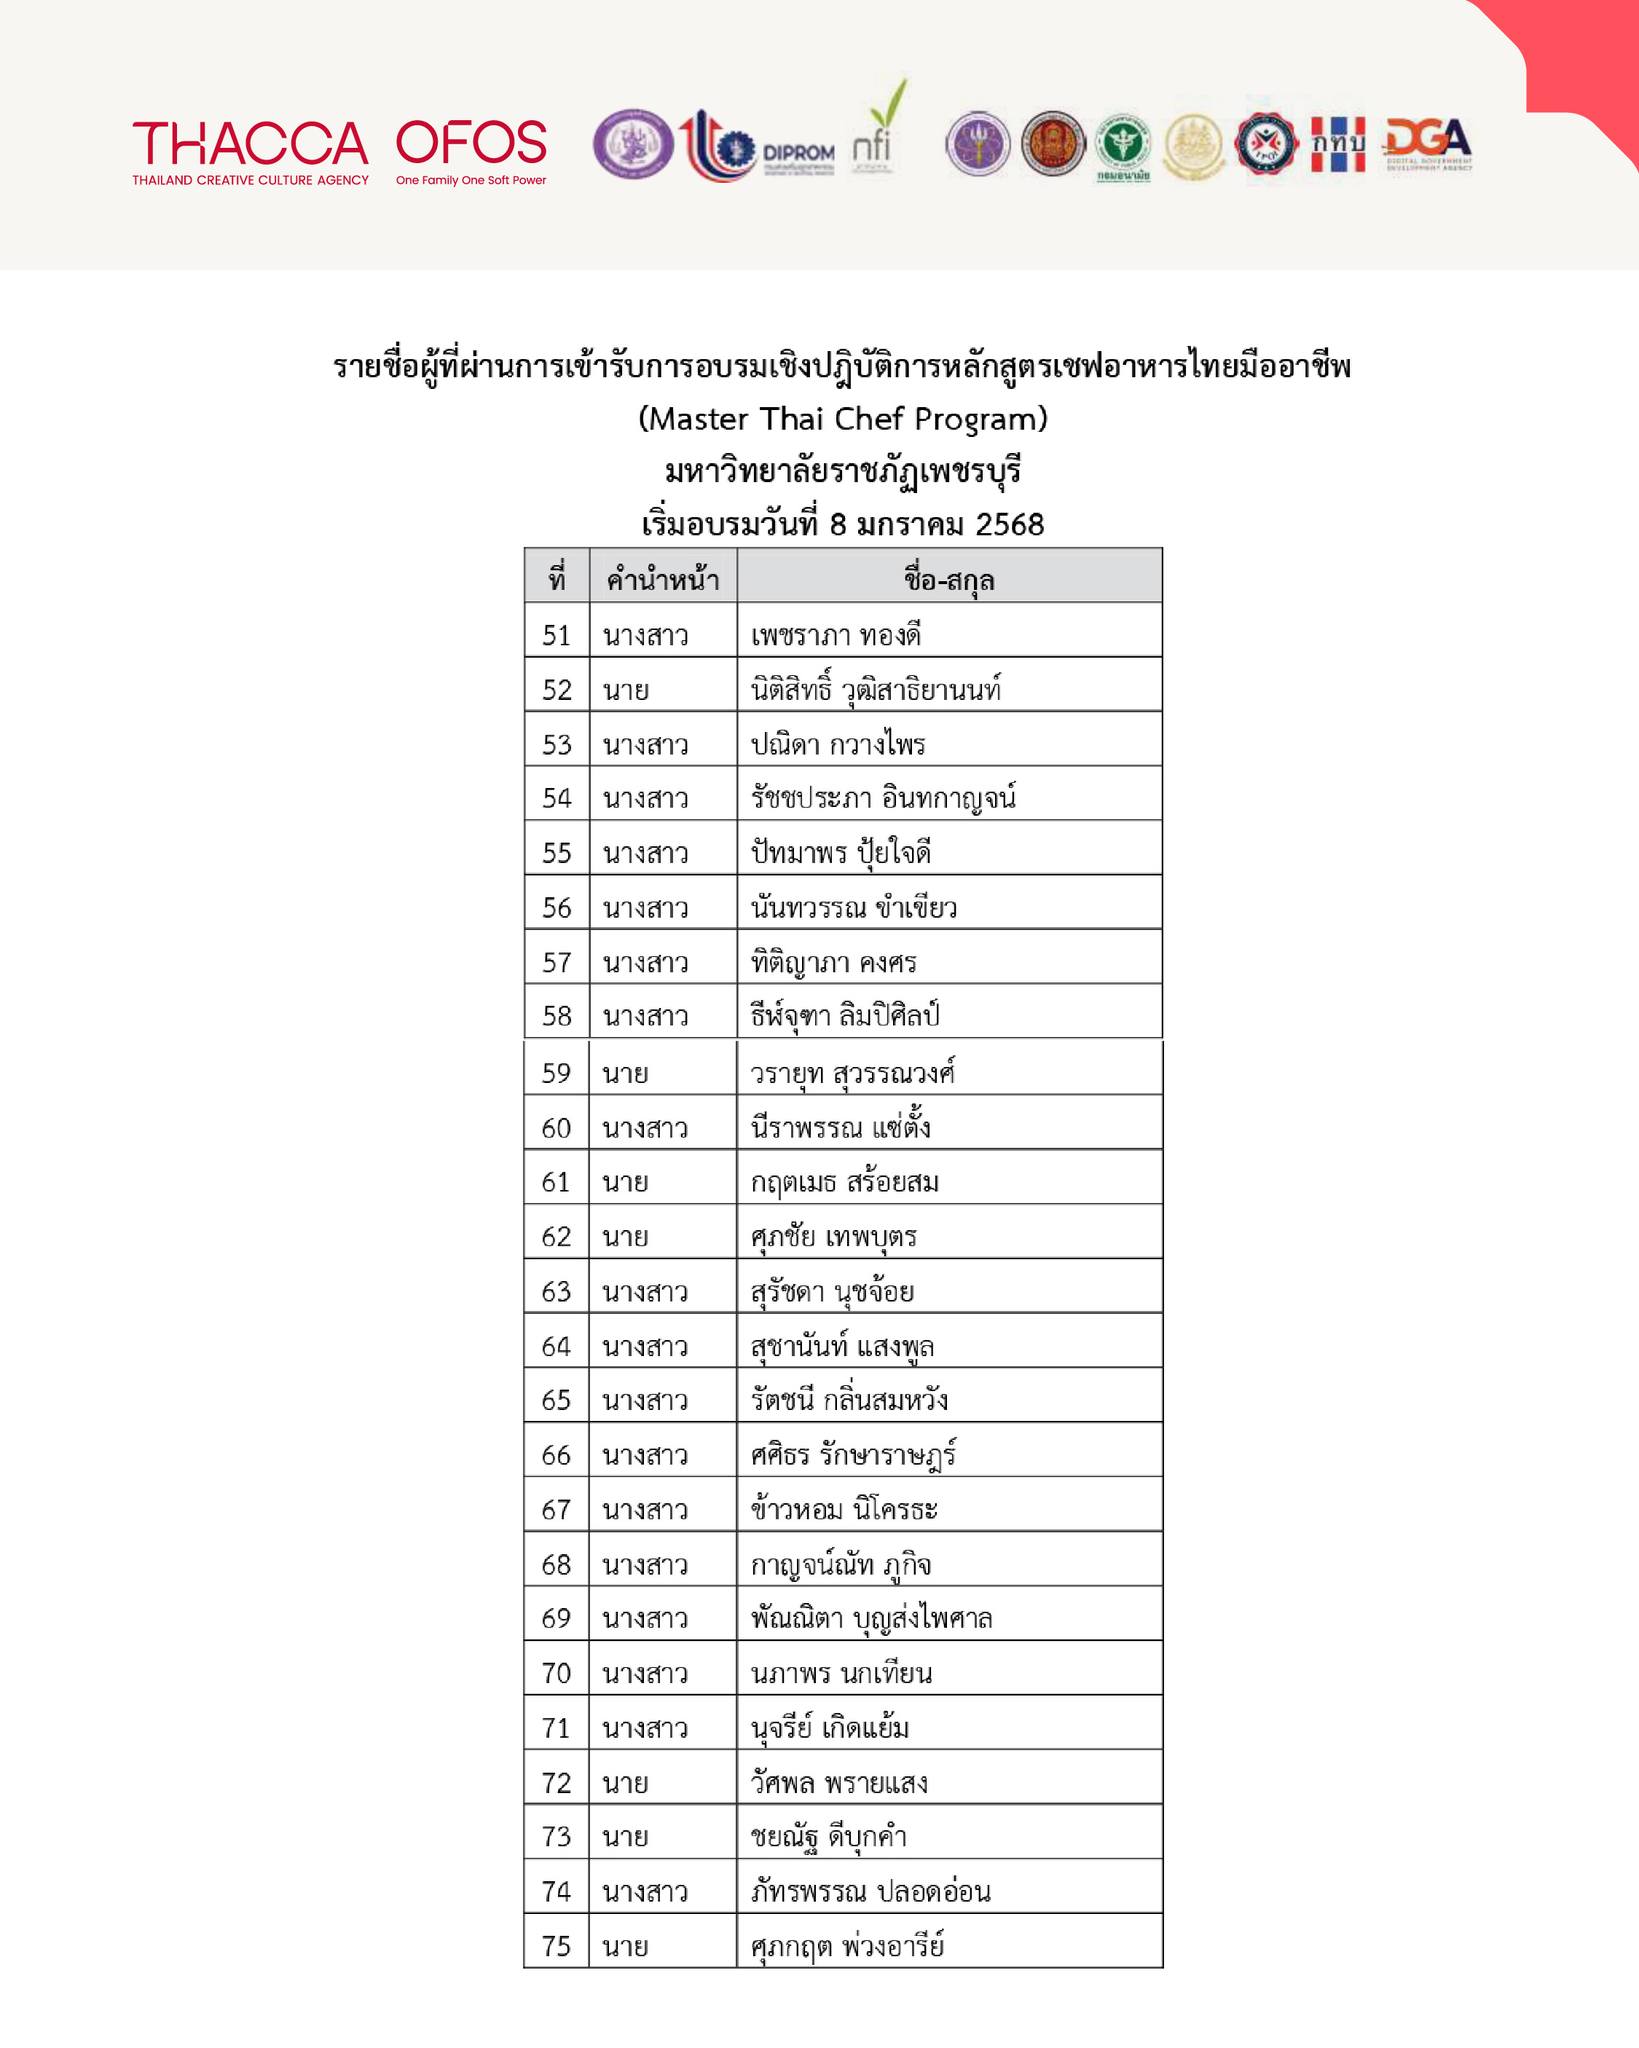 THACCA OFOS
THAILAND CREATIVE CULTURE AGENCY One Family One Soft Power
DIPROM nfi กรมอนามัย TPQI กทบ DGA
DIGITAL GOVERNMENT
DEVELOPMENT AGENCY
รายชื่อผู้ที่ผ่านการเข้ารับการอบรมเชิงปฎิบัติการหลักสูตรเชฟอาหารไทยมืออาชีพ
(Master Thai Chef Program)
มหาวิทยาลัยราชภัฏเพชรบุรี
เริ่มอบรมวันที่ 8 มกราคม 2568
ที่ คำนำหน้า ชื่อ-สกุล
51 นางสาว เพชราภา ทองดี
52 นาย นิติสิทธิ์ วุฒิสาธิยานนท์
53 นางสาว ปณิดา กวางไพร
54 นางสาว รัชชประภา อินทกาญจน์
55 นางสาว ปัทมาพร ปุ้ยใจดี
56 นางสาว นันทวรรณ ขำเขียว
57 นางสาว ทิติญาภา คงศร
58 นางสาว ธีฬ์จุฑา ลิมปิศิลป์
59 นาย วรายุท สุวรรณวงศ์
60 นางสาว นีราพรรณ แซ่ตั้ง
61 นาย กฤตเมธ สร้อยสม
62 นาย ศุภชัย เทพบุตร
63 นางสาว สุรัชดา นุชจ้อย
64 นางสาว สุชานันท์ แสงพูล
65 นางสาว รัตชนี กลิ่นสมหวัง
66 นางสาว ศศิธร รักษาราษฎร์
67 นางสาว ข้าวหอม นิโครธะ
68 นางสาว กาญจน์ณัท ภูกิจ
69 นางสาว พัณณิตา บุญส่งไพศาล
70 นางสาว นภาพร นกเทียน
71 นางสาว นุจรีย์ เกิดแย้ม
72 นาย วัศพล พรายแสง
73 นาย ชยณัฐ ดีบุกคำ
74 นางสาว ภัทรพรรณ ปลอดอ่อน
75 นาย ศุภกฤต พ่วงอารีย์